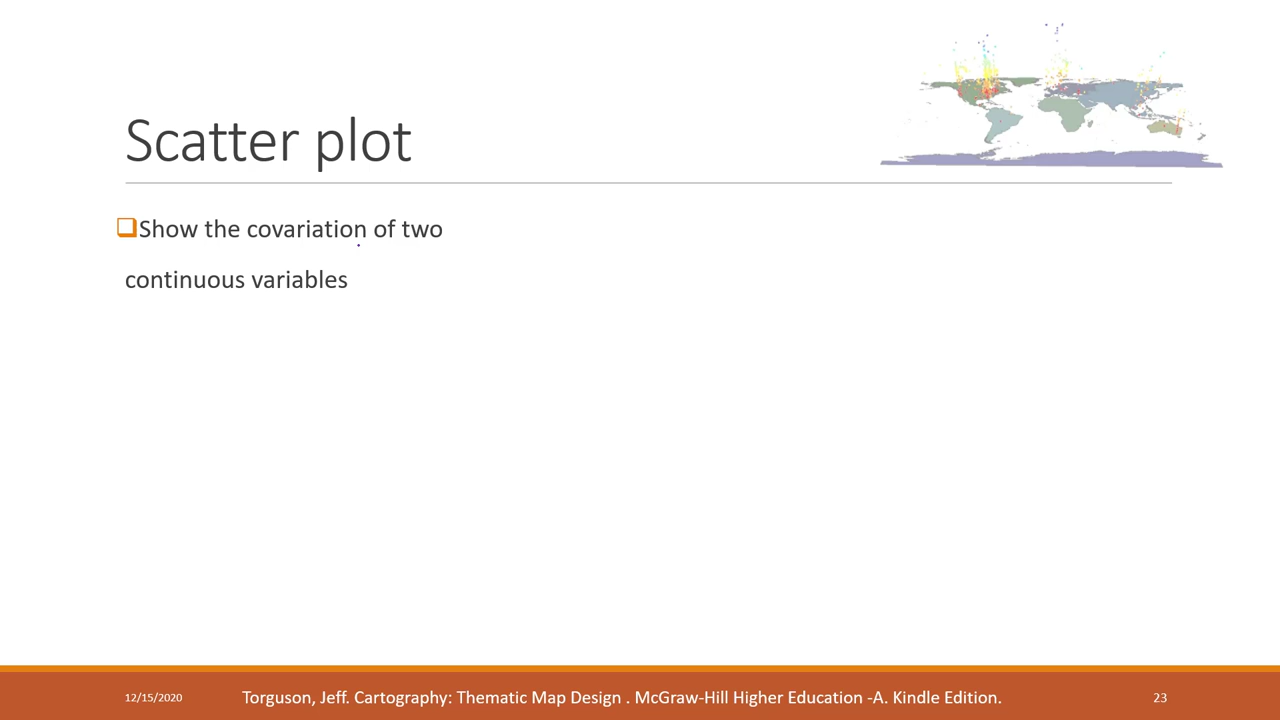 Scatter plot
Show the covariation of two
continuous variables
12/15/2020
Torguson, Jeff. Cartography: Thematic Map Design . McGraw-Hill Higher Education -A. Kindle Edition.
23